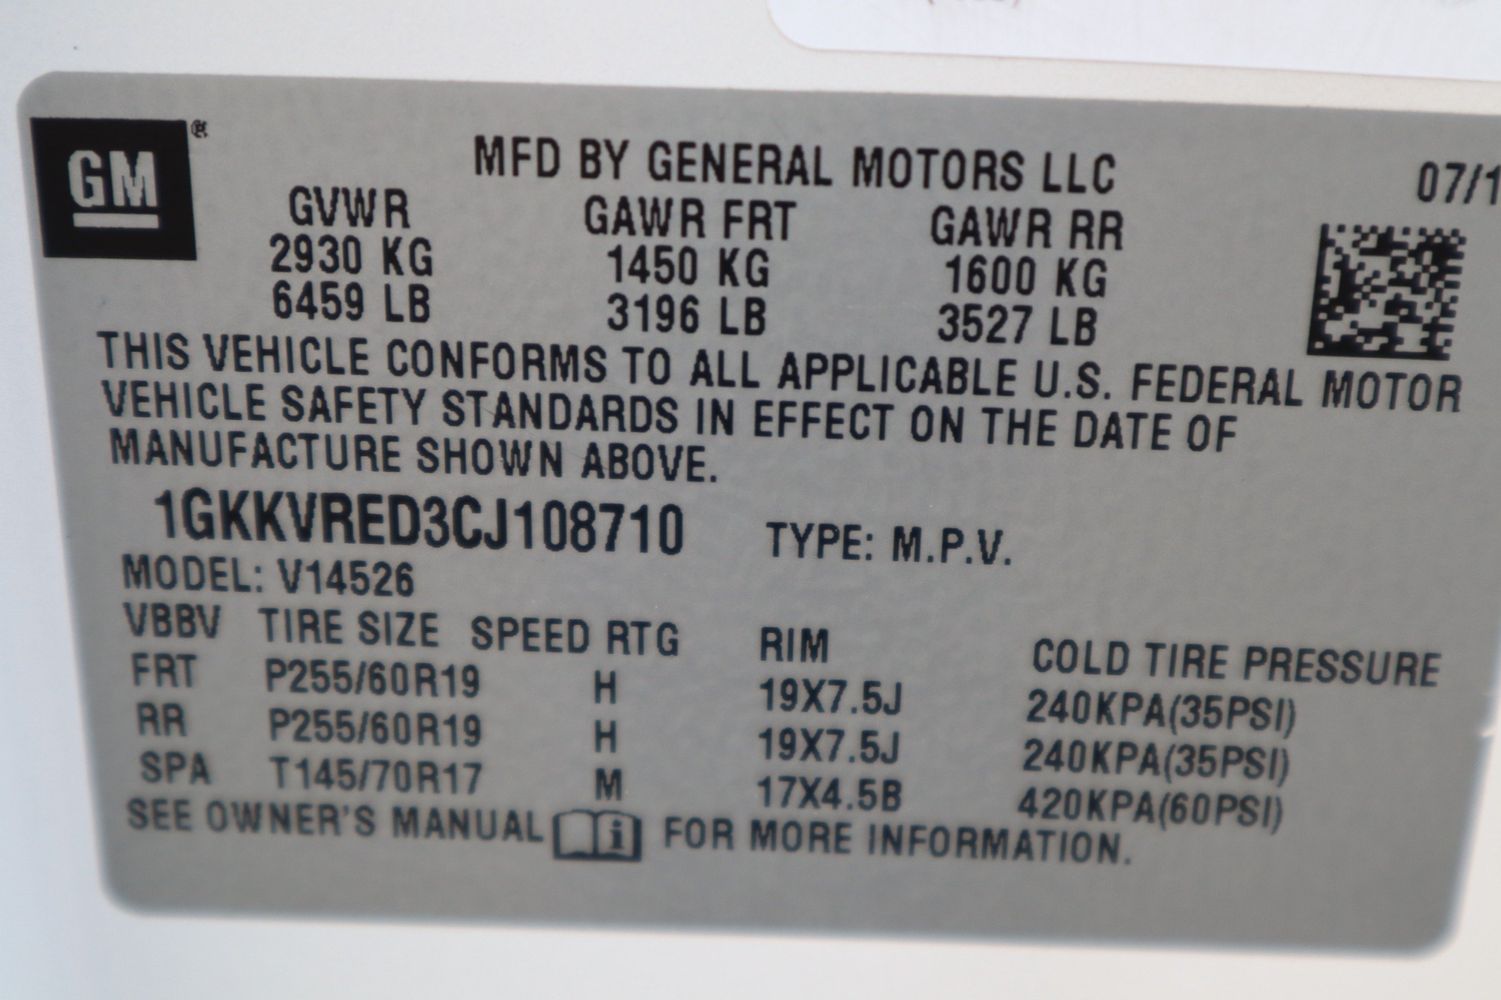 GM ®
MFD BY GENERAL MOTORS LLC 07/1
GVWR GAWR FRT GAWR RR
2930 KG 1450 KG 1600 KG
6459 LB 3196 LB 3527 LB
THIS VEHICLE CONFORMS TO ALL APPLICABLE U.S. FEDERAL MOTOR
VEHICLE SAFETY STANDARDS IN EFFECT ON THE DATE OF
MANUFACTURE SHOWN ABOVE.
1GKKVRED3CJ108710 TYPE: M.P.V.
MODEL: V14526
VBBV TIRE SIZE SPEED RTG RIM COLD TIRE PRESSURE
FRT P255/60R19 H 19X7.5J 240KPA(35PSI)
RR P255/60R19 H 19X7.5J 240KPA(35PSI)
SPA T145/70R17 M 17X4.5B 420KPA(60PSI)
SEE OWNER'S MANUAL i FOR MORE INFORMATION.